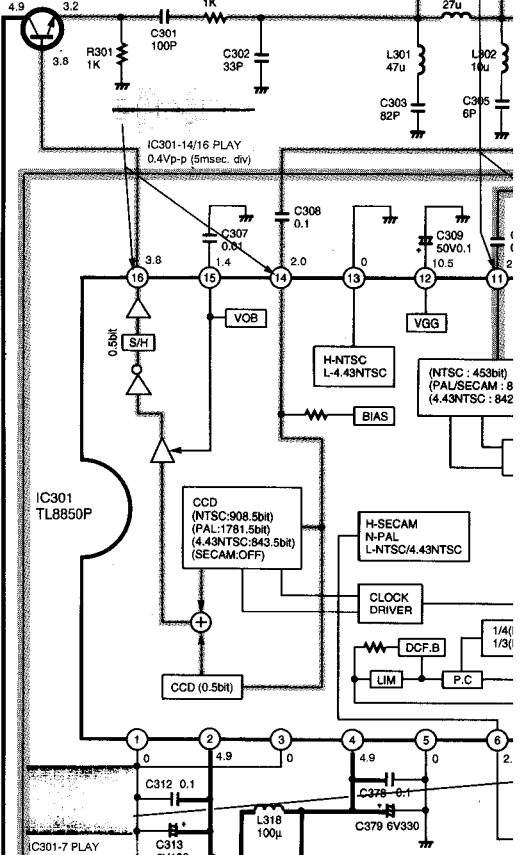 4.9
3.2
1K
27u
C301
100P
R301
1K
C302
33P
L301
47u
L302
10u
3.8
C303
82P
C305
6P
IC301-14/16 PLAY
0.4Vp-p (5msec. div)
C307
0.01
C308
0.1
C309
50V0.1
3.8
1.4
2.0
0
10.5
2
16
15
14
13
12
11
0.5bit
S/H
VOB
VGG
H-NTSC
L-4.43NTSC
(NTSC : 453bit)
(PAL/SECAM : 8
(4.43NTSC : 842
BIAS
IC301
TL8850P
CCD
(NTSC:908.5bit)
(PAL:1781.5bit)
(4.43NTSC:843.5bit)
(SECAM:OFF)
H-SECAM
N-PAL
L-NTSC/4.43NTSC
CLOCK
DRIVER
1/4(
1/3(
DCF.B
LIM
P.C
CCD (0.5bit)
1
2
3
4
5
6
0
4.9
0
4.9
0
2.
C312 0.1
C378 0.1
L318
100µ
C379 6V330
C313
IC301-7 PLAY